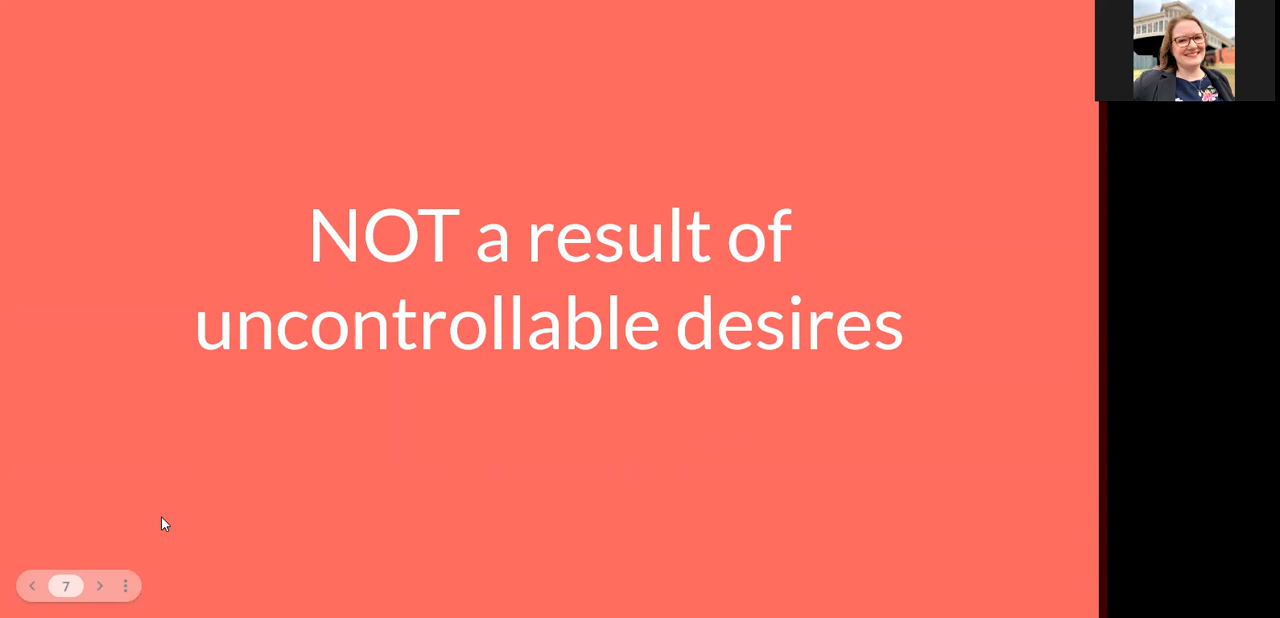 NOT a result of
uncontrollable desires
7